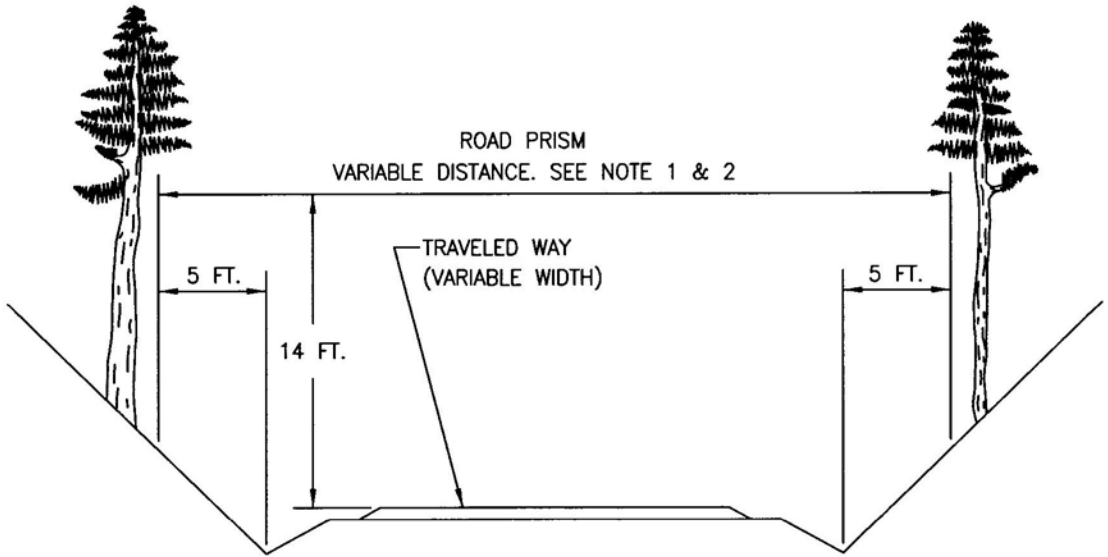 ROAD PRISM
VARIABLE DISTANCE. SEE NOTE 1 & 2
TRAVELED WAY
(VARIABLE WIDTH)
5 FT.
5 FT.
14 FT.